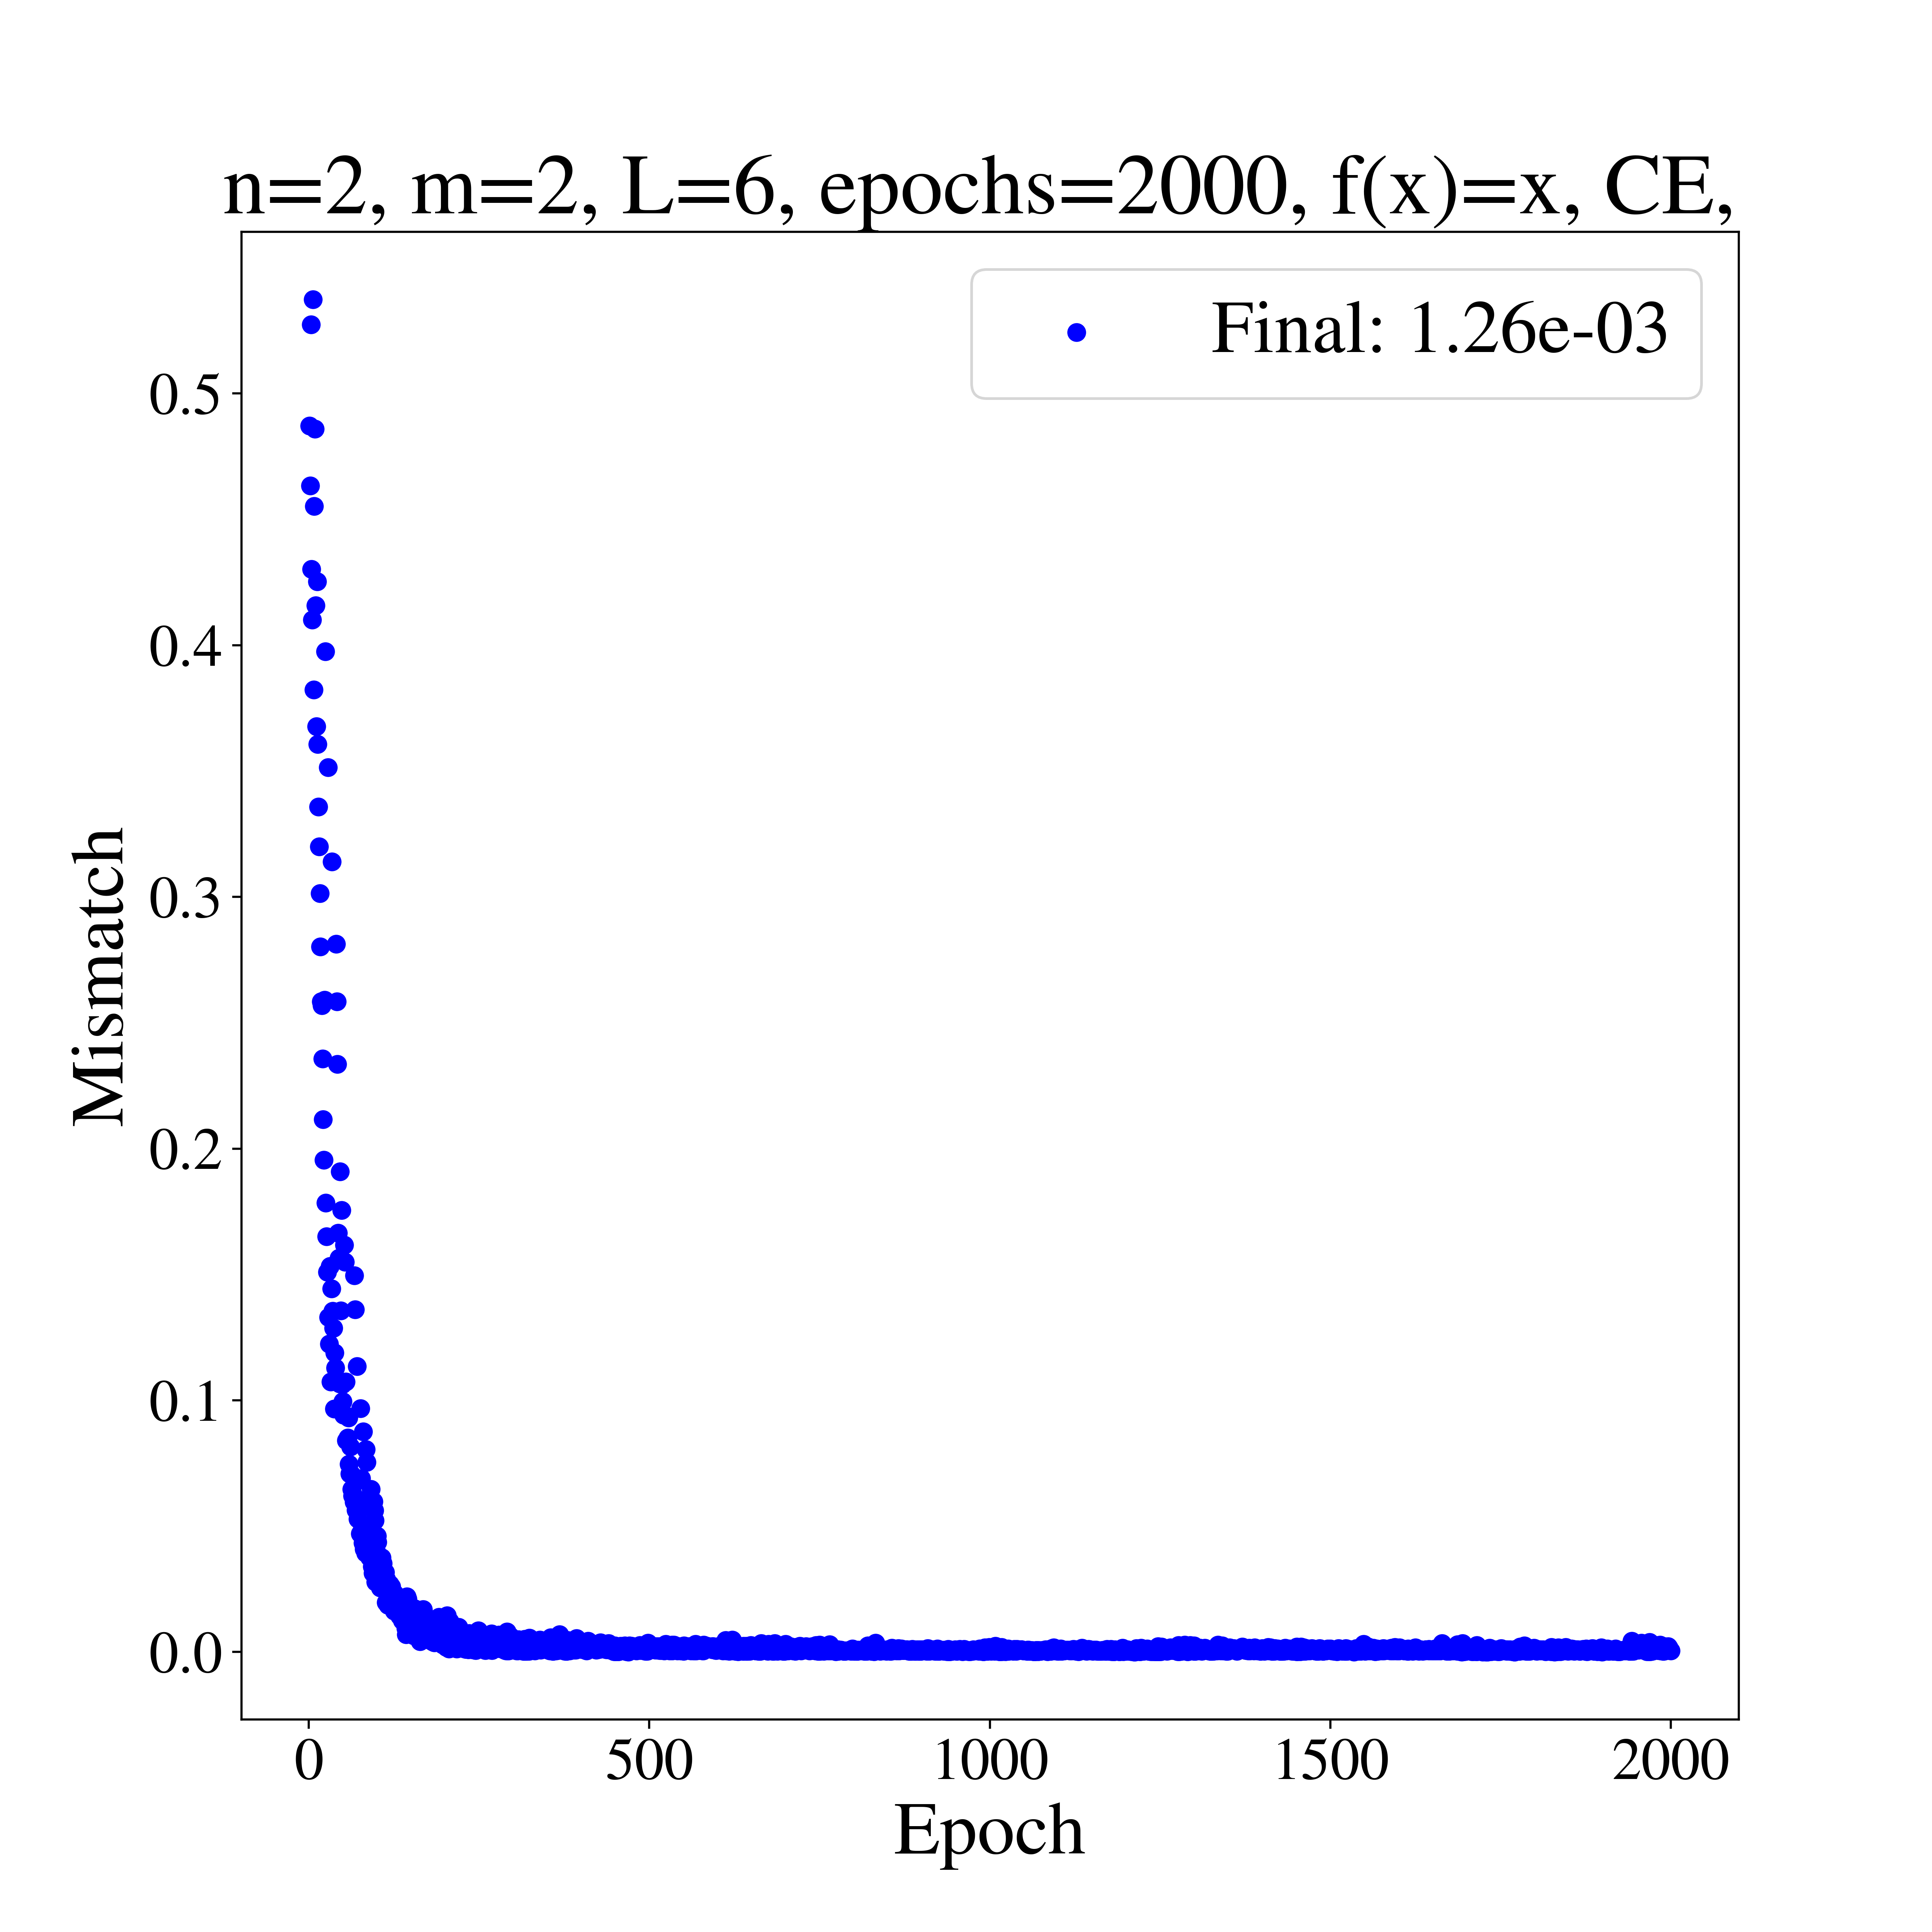 n=2, m=2, L=6, epochs=2000, f(x)=x, CE,
Final: 1.26e-03
0.5
0.4
0.3
0.2
0.1
0.0
Mismatch
0 500 1000 1500 2000
Epoch